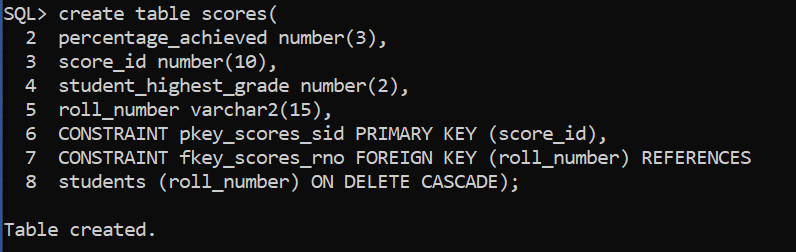 SQL> create table scores(
2 percentage_achieved number(3),
3 score_id number(10),
4 student_highest_grade number(2),
5 roll_number varchar2(15),
6 CONSTRAINT pkey_scores_sid PRIMARY KEY (score_id),
7 CONSTRAINT fkey_scores_rno FOREIGN KEY (roll_number) REFERENCES
8 students (roll_number) ON DELETE CASCADE);
Table created.